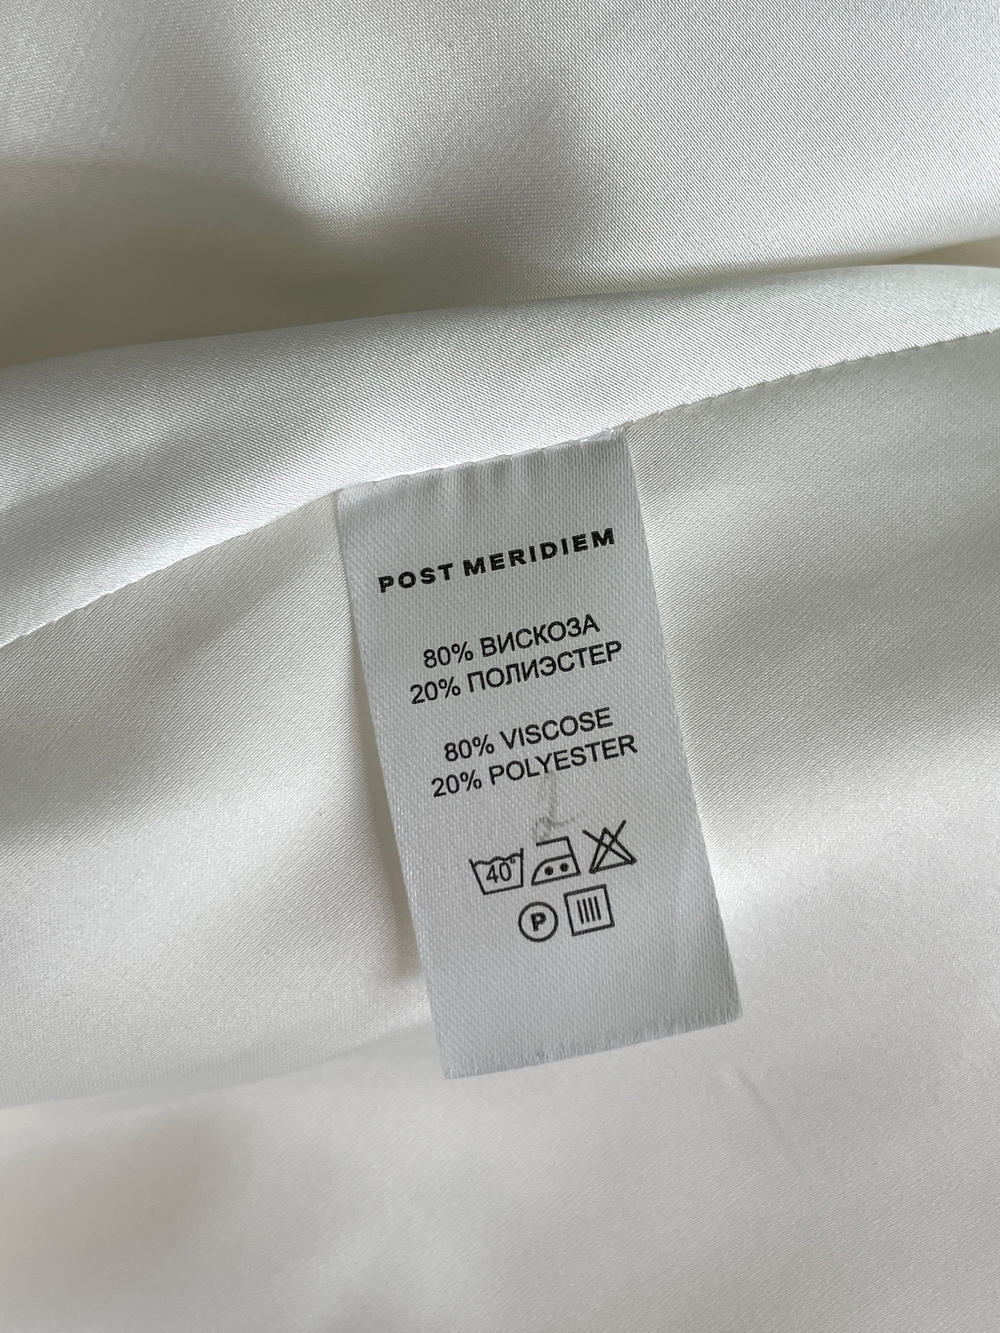 POST MERIDIEM
80% ВИСКОЗА
20% ПОЛИЭСТЕР
80% VISCOSE
20% POLYESTER
40°
P